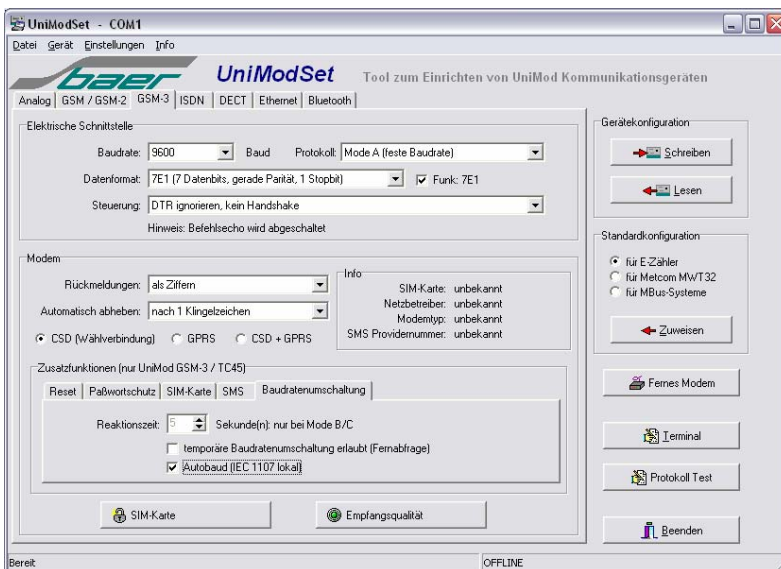 UniModSet - COM1
Datei Gerät Einstellungen Info
baer UniModSet Tool zum Einrichten von UniMod Kommunikationsgeräten
Analog GSM / GSM-2 GSM-3 ISDN DECT Ethernet Bluetooth
Elektrische Schnittstelle
Baudrate: 9600 Baud Protokoll: Mode A (feste Baudrate)
Datenformat: 7E1 (7 Datenbits, gerade Parität, 1 Stopbit) Funk: 7E1
Steuerung: DTR ignorieren, kein Handshake
Hinweis: Befehlsecho wird abgeschaltet
Modem
Rückmeldungen: als Ziffern
Automatisch abheben: nach 1 Klingelzeichen
CSD (Wählverbindung) GPRS CSD + GPRS
Info
SIM-Karte: unbekannt
Netzbetreiber: unbekannt
Modemtyp: unbekannt
SMS Providernummer: unbekannt
Zusatzfunktionen (nur UniMod GSM-3 / TC45)
Reset Paßwortschutz SIM-Karte SMS Baudratenumschaltung
Reaktionszeit: 5 Sekunde(n): nur bei Mode B/C
temporäre Baudratenumschaltung erlaubt (Fernabfrage)
Autobaud (IEC 1107 lokal)
SIM-Karte Empfangsqualität
Gerätekonfiguration
Schreiben
Lesen
Standardkonfiguration
für E-Zähler
für Metcom MWT32
für MBus-Systeme
Zuweisen
Fernes Modem
Terminal
Protokoll Test
Beenden
Bereit OFFLINE